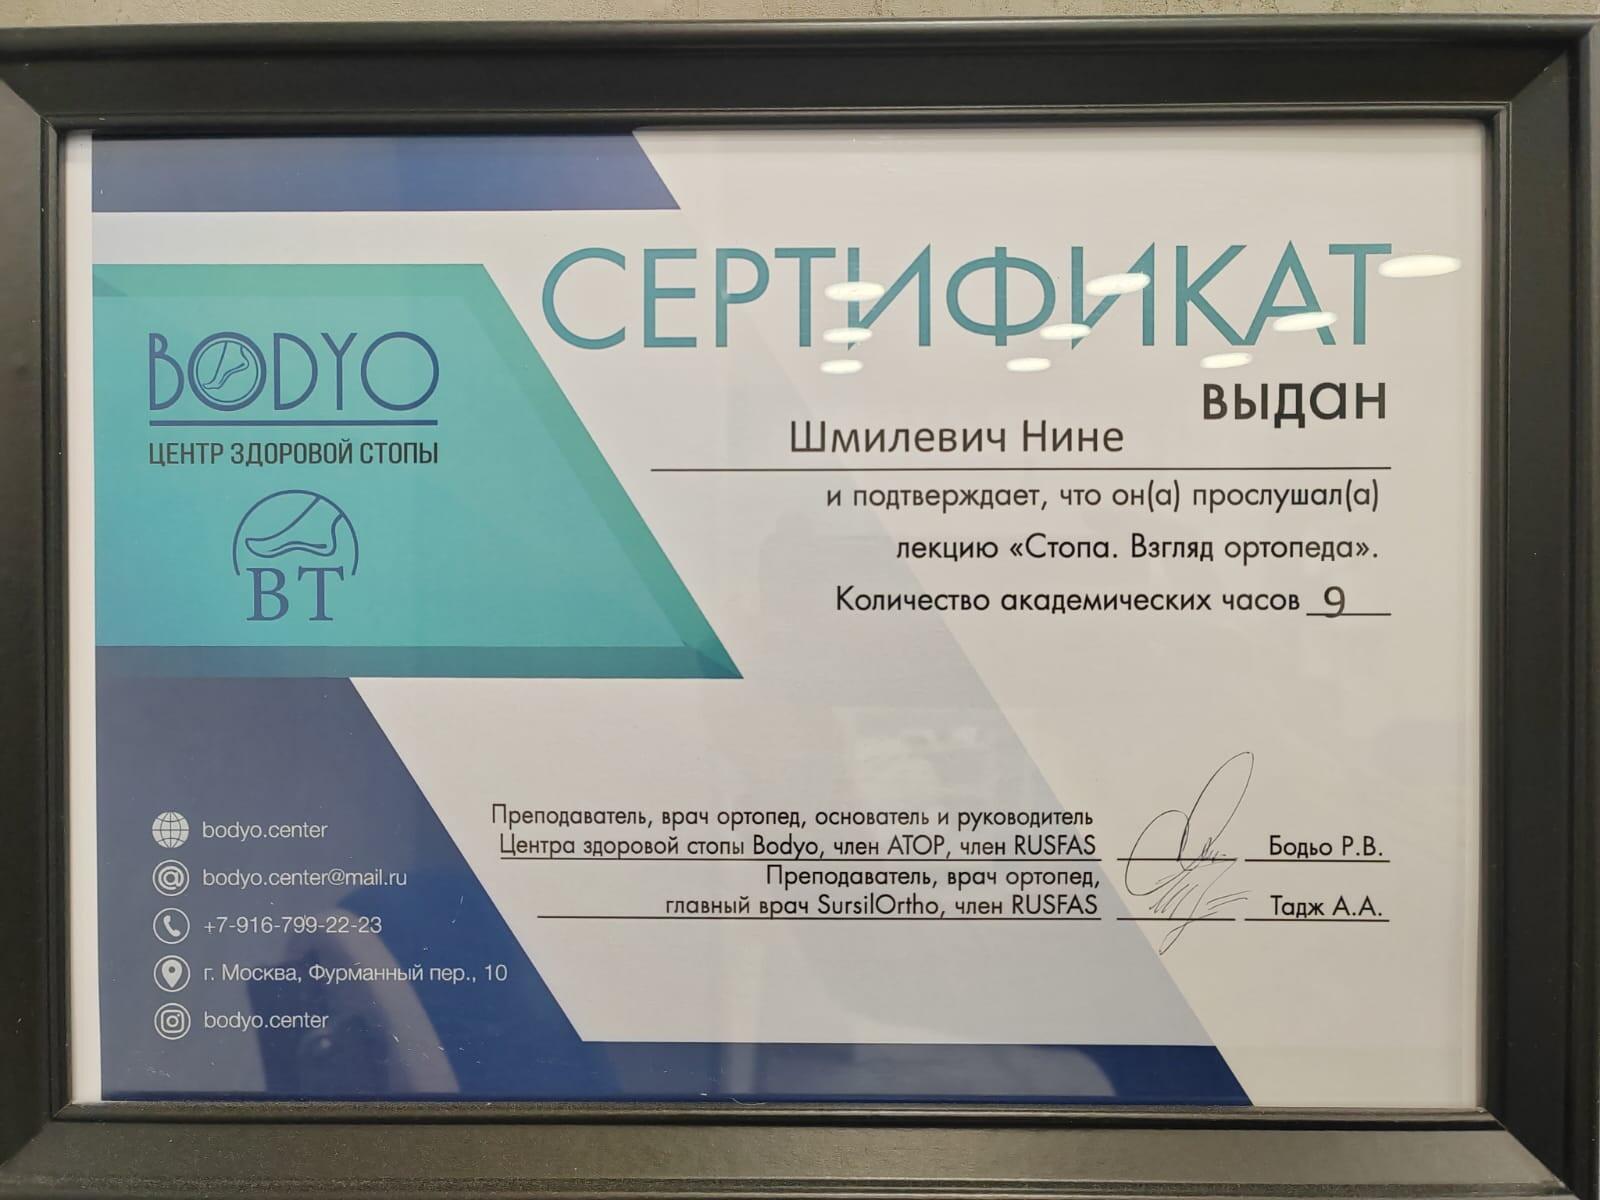 СЕРТИФИКАТ
выдан
Шмилевич Нине
и подтверждает, что он(а) прослушал(а)
лекцию «Стопа. Взгляд ортопеда».
Количество академических часов 9
BODYO
ЦЕНТР ЗДОРОВОЙ СТОПЫ
BT
Преподаватель, врач ортопед, основатель и руководитель
Центра здоровой стопы Bodyo, член АТОР, член RUSFAS Бодьо Р.В.
Преподаватель, врач ортопед,
главный врач SursilOrtho, член RUSFAS Тадж А.А.
bodyo.center
bodyo.center@mail.ru
+7-916-799-22-23
г. Москва, Фурманный пер., 10
bodyo.center